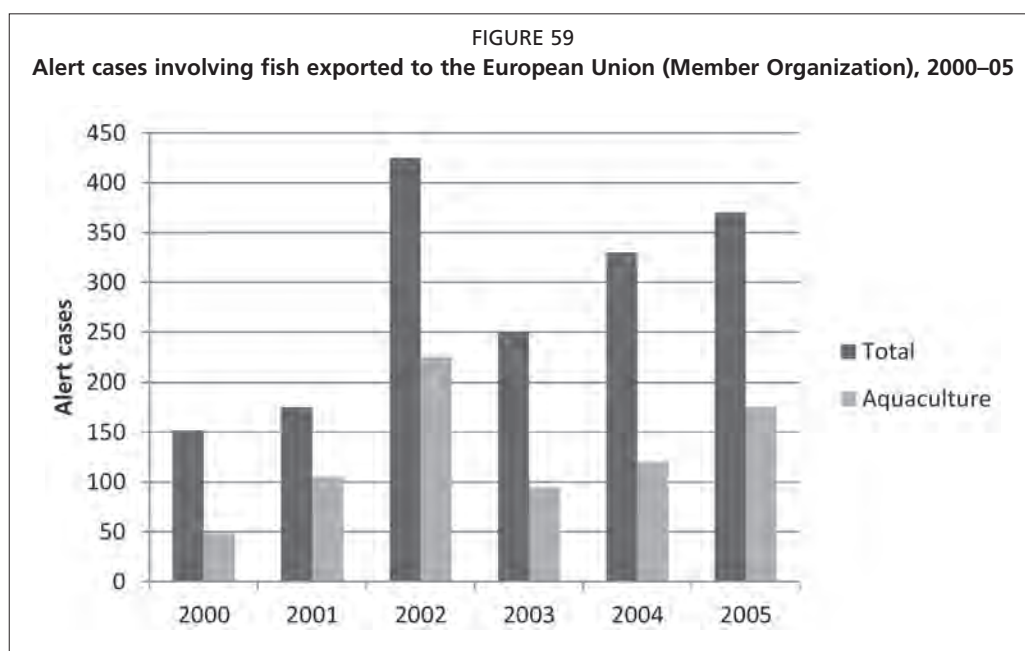 FIGURE 59
Alert cases involving fish exported to the European Union (Member Organization), 2000–05
450
400
350
300
250
200
150
100
50
0
Alert cases
2000 2001 2002 2003 2004 2005
Total
Aquaculture